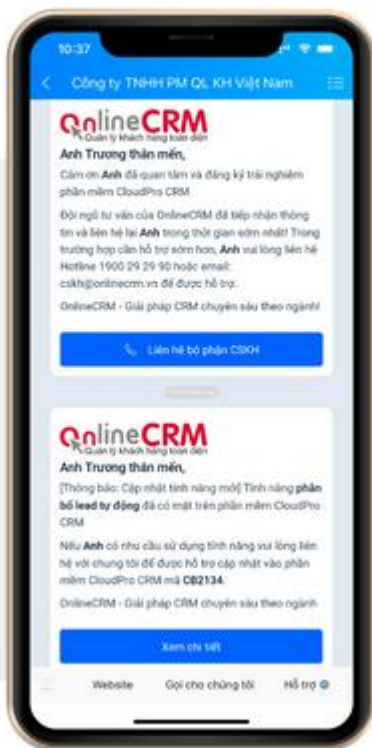 10:37
Công ty TNHH PM QL KH Việt Nam
OnlineCRM
Quản lý khách hàng toàn diện
Anh Trương thân mến,
Cảm ơn Anh đã quan tâm và đăng ký trải nghiệm
phần mềm CloudPro CRM
Đội ngũ tư vấn của OnlineCRM đã tiếp nhận thông
tin và liên hệ lại Anh trong thời gian sớm nhất! Trong
trường hợp cần hỗ trợ sớm hơn, Anh vui lòng liên hệ
Hotline 1900 29 29 90 hoặc email:
cskh@onlinecrm.vn để được hỗ trợ.
OnlineCRM - Giải pháp CRM chuyên sâu theo ngành!
Liên hệ bộ phận CSKH
OnlineCRM
Quản lý khách hàng toàn diện
Anh Trương thân mến,
[Thông báo: Cập nhật tính năng mới] Tính năng phân
bổ lead tự động đã có mặt trên phần mềm CloudPro
CRM
Nếu Anh có nhu cầu sử dụng tính năng vui lòng liên
hệ với chúng tôi để được hỗ trợ cập nhật vào phần
mềm CloudPro CRM mã CB2134.
OnlineCRM - Giải pháp CRM chuyên sâu theo ngành
Xem chi tiết
Website Gọi cho chúng tôi Hỗ trợ